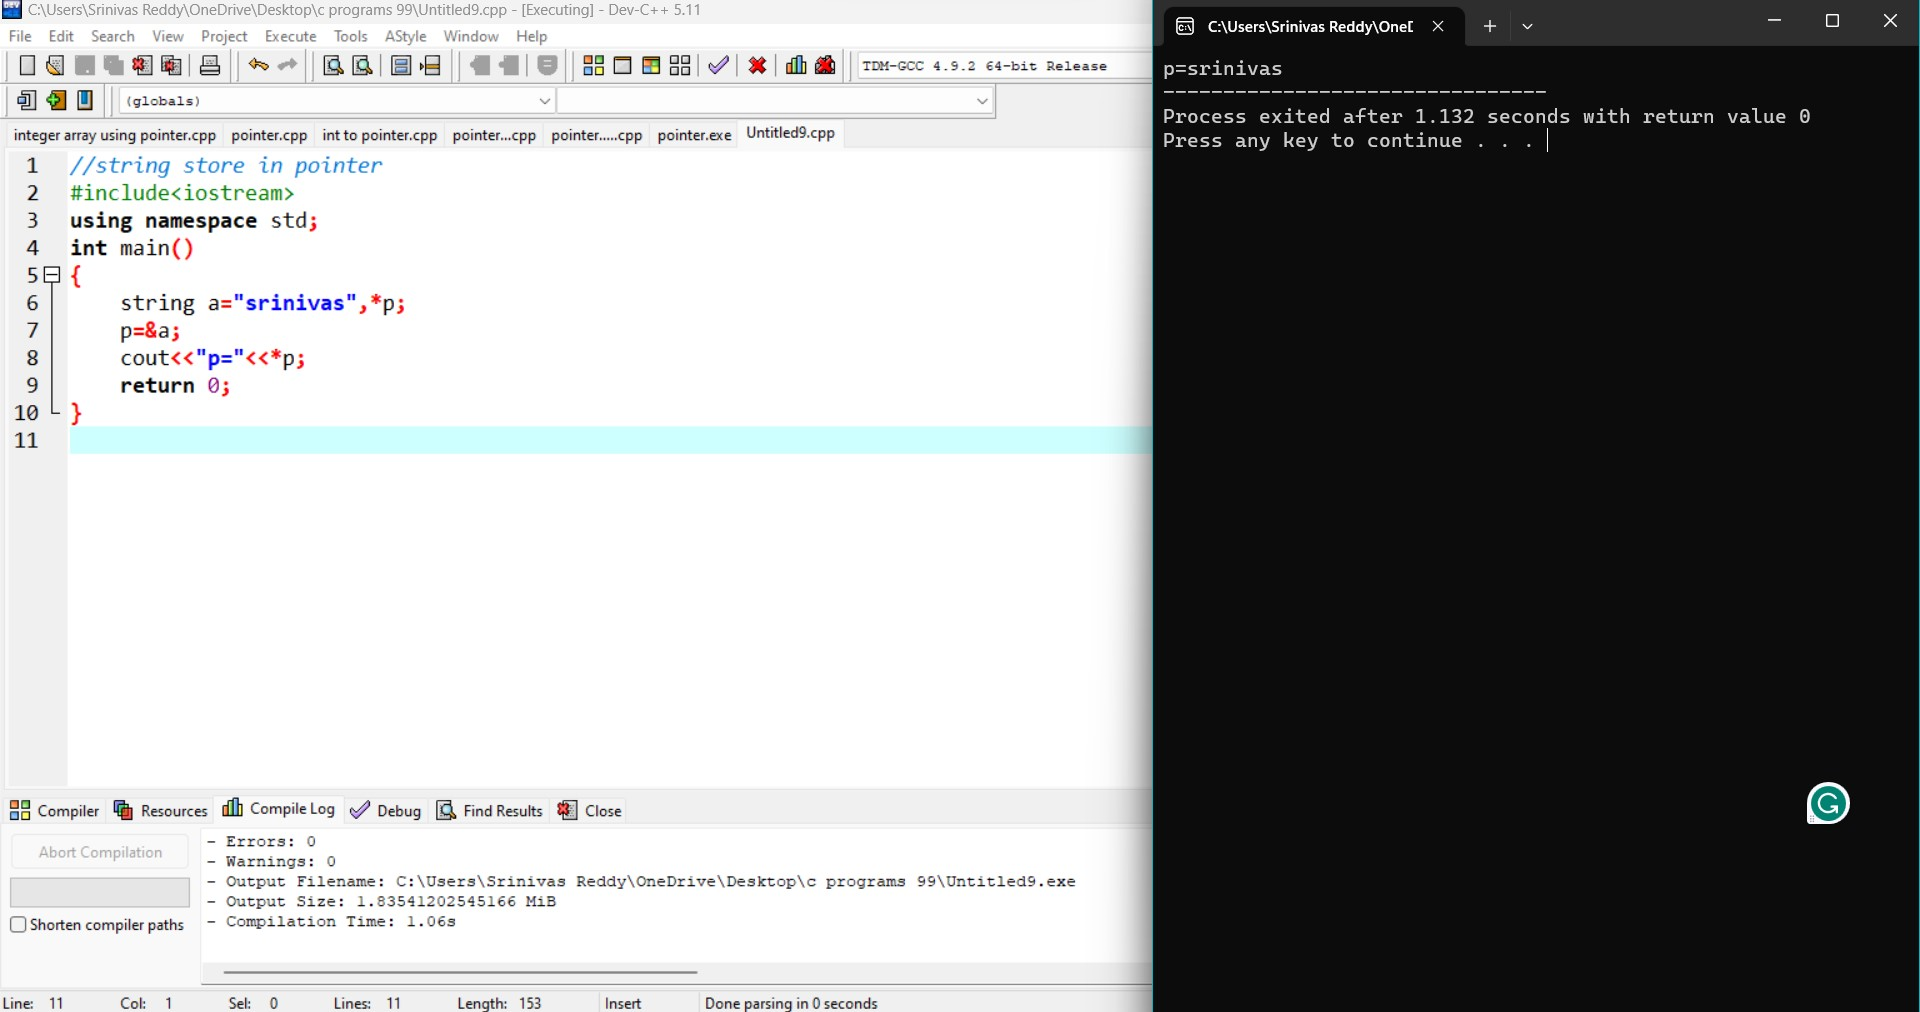 C:\Users\Srinivas Reddy\OneDrive\Desktop\c programs 99\Untitled9.cpp - [Executing] - Dev-C++ 5.11
File Edit Search View Project Execute Tools AStyle Window Help
TDM-GCC 4.9.2 64-bit Release
(globals)
integer array using pointer.cpp pointer.cpp int to pointer.cpp pointer...cpp pointer.....cpp pointer.exe Untitled9.cpp
1 //string store in pointer
2 #include<iostream>
3 using namespace std;
4 int main()
5 {
6 string a="srinivas",*p;
7 p=&a;
8 cout<<"p="<<*p;
9 return 0;
10 }
11
Compiler Resources Compile Log Debug Find Results Close
Abort Compilation
Shorten compiler paths
- Errors: 0
- Warnings: 0
- Output Filename: C:\Users\Srinivas Reddy\OneDrive\Desktop\c programs 99\Untitled9.exe
- Output Size: 1.83541202545166 MiB
- Compilation Time: 1.06s
Line: 11 Col: 1 Sel: 0 Lines: 11 Length: 153 Insert Done parsing in 0 seconds
C:\Users\Srinivas Reddy\OneD
p=srinivas
--------------------------------
Process exited after 1.132 seconds with return value 0
Press any key to continue . . .